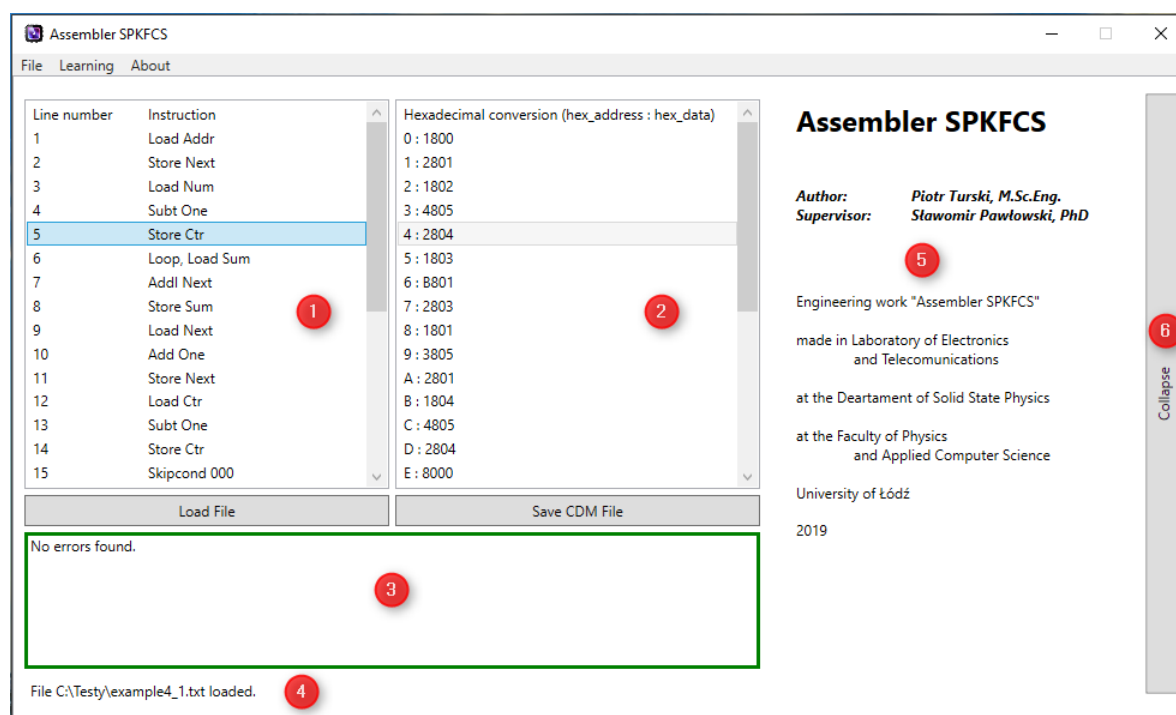 Assembler SPKFCS
File Learning About
Line number Instruction
1 Load Addr
2 Store Next
3 Load Num
4 Subt One
5 Store Ctr
6 Loop, Load Sum
7 Addl Next
8 Store Sum
9 Load Next
10 Add One
11 Store Next
12 Load Ctr
13 Subt One
14 Store Ctr
15 Skipcond 000
1
Load File
Hexadecimal conversion (hex_address : hex_data)
0 : 1800
1 : 2801
2 : 1802
3 : 4805
4 : 2804
5 : 1803
6 : B801
7 : 2803
8 : 1801
9 : 3805
A : 2801
B : 1804
C : 4805
D : 2804
E : 8000
2
Save CDM File
No errors found.
3
File C:\Testy\example4_1.txt loaded.
4
Assembler SPKFCS
Author: Piotr Turski, M.Sc.Eng.
Supervisor: Sławomir Pawłowski, PhD
5
Engineering work "Assembler SPKFCS"
made in Laboratory of Electronics
and Telecomunications
at the Deartament of Solid State Physics
at the Faculty of Physics
and Applied Computer Science
University of Łódź
2019
6
Collapse